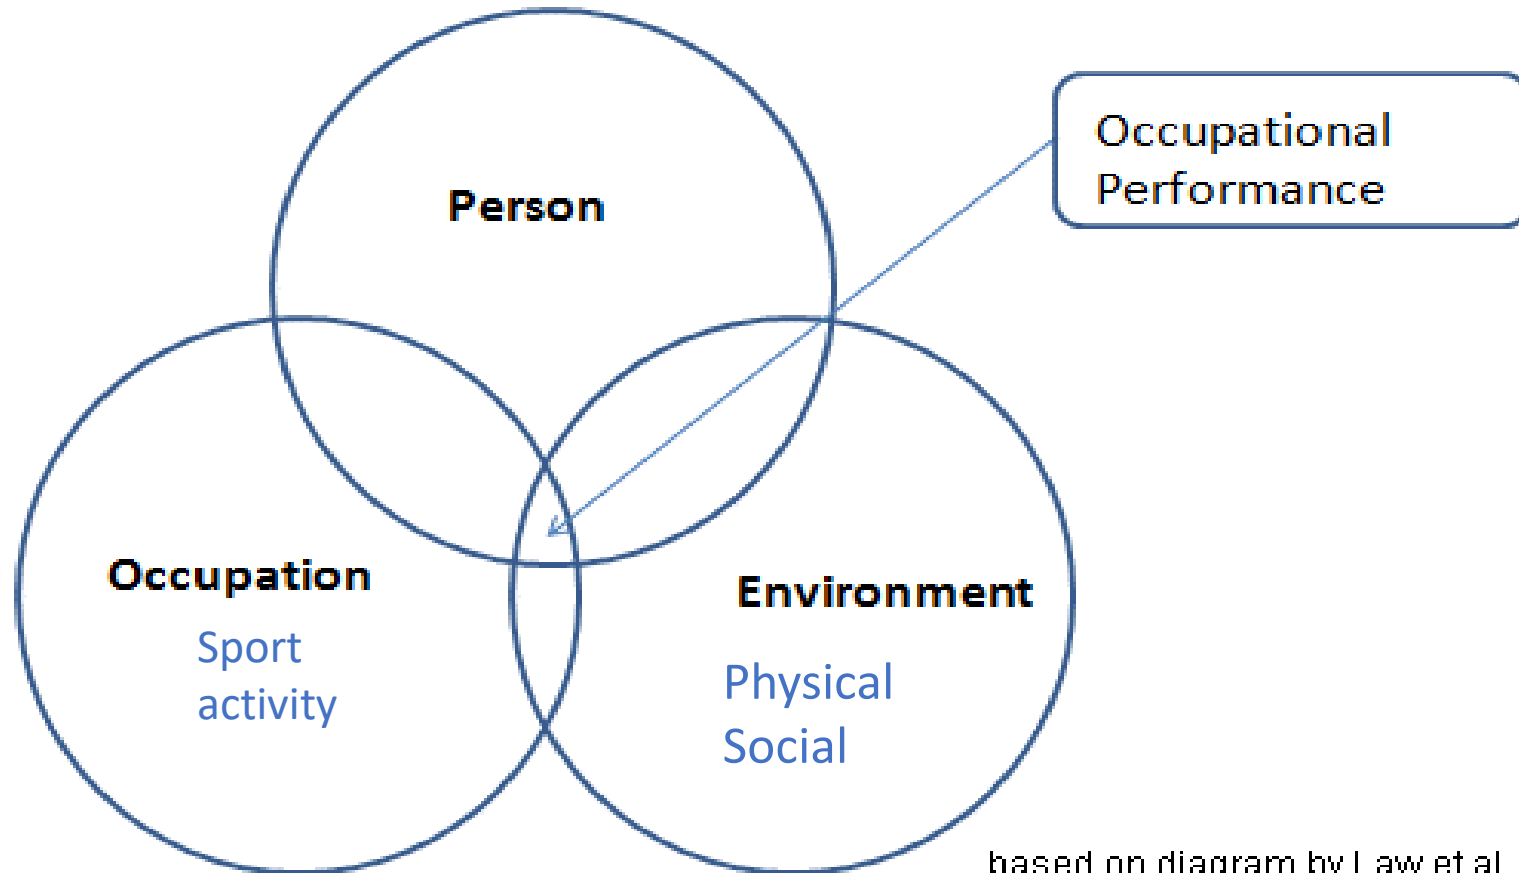 Occupational
Performance
Person
Occupation
Sport
activity
Environment
Physical
Social
based on diagram by Law et al